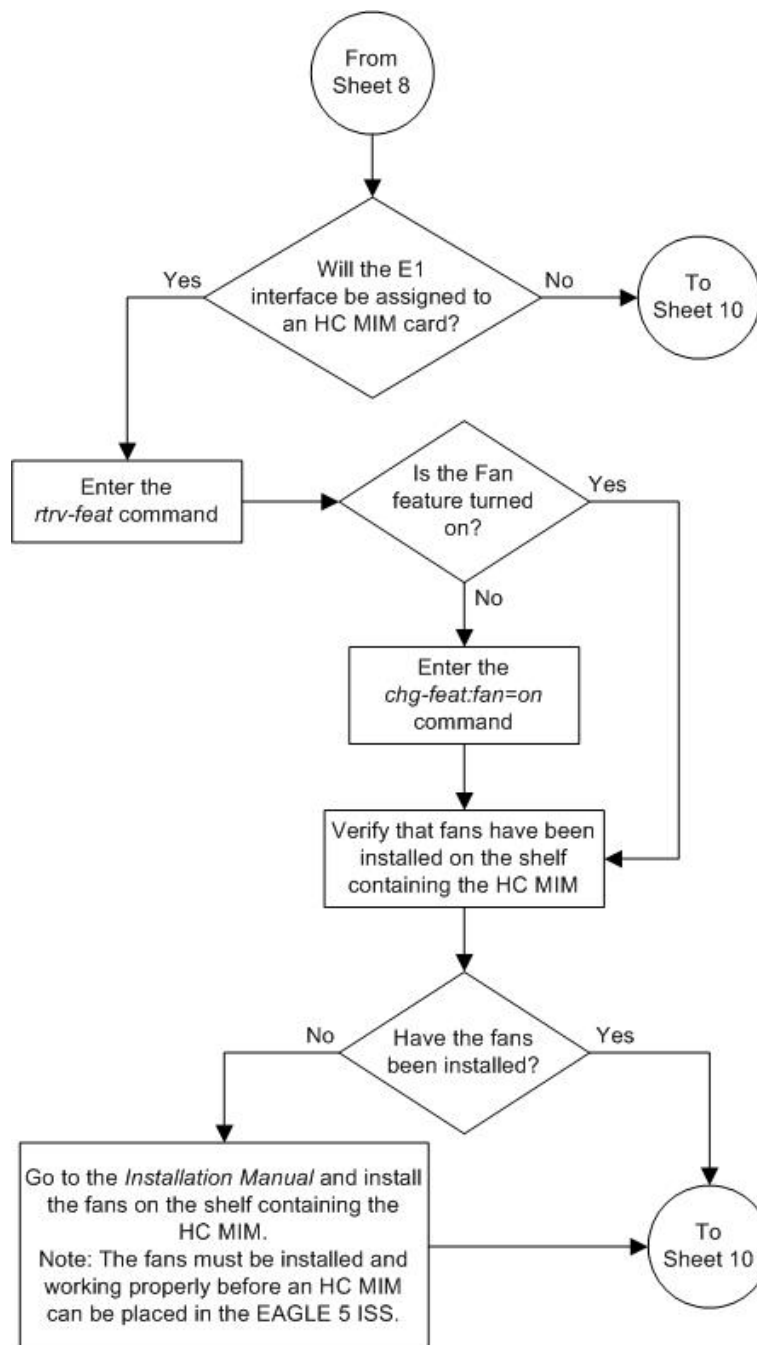 From
Sheet 8
Will the E1
interface be assigned to
an HC MIM card?
Yes
No
To
Sheet 10
Enter the
rtrv-feat command
Is the Fan
feature turned
on?
Yes
No
Enter the
chg-feat:fan=on
command
Verify that fans have been
installed on the shelf
containing the HC MIM
Have the fans
been installed?
No
Yes
Go to the Installation Manual and install
the fans on the shelf containing the
HC MIM.
Note: The fans must be installed and
working properly before an HC MIM
can be placed in the EAGLE 5 ISS.
To
Sheet 10